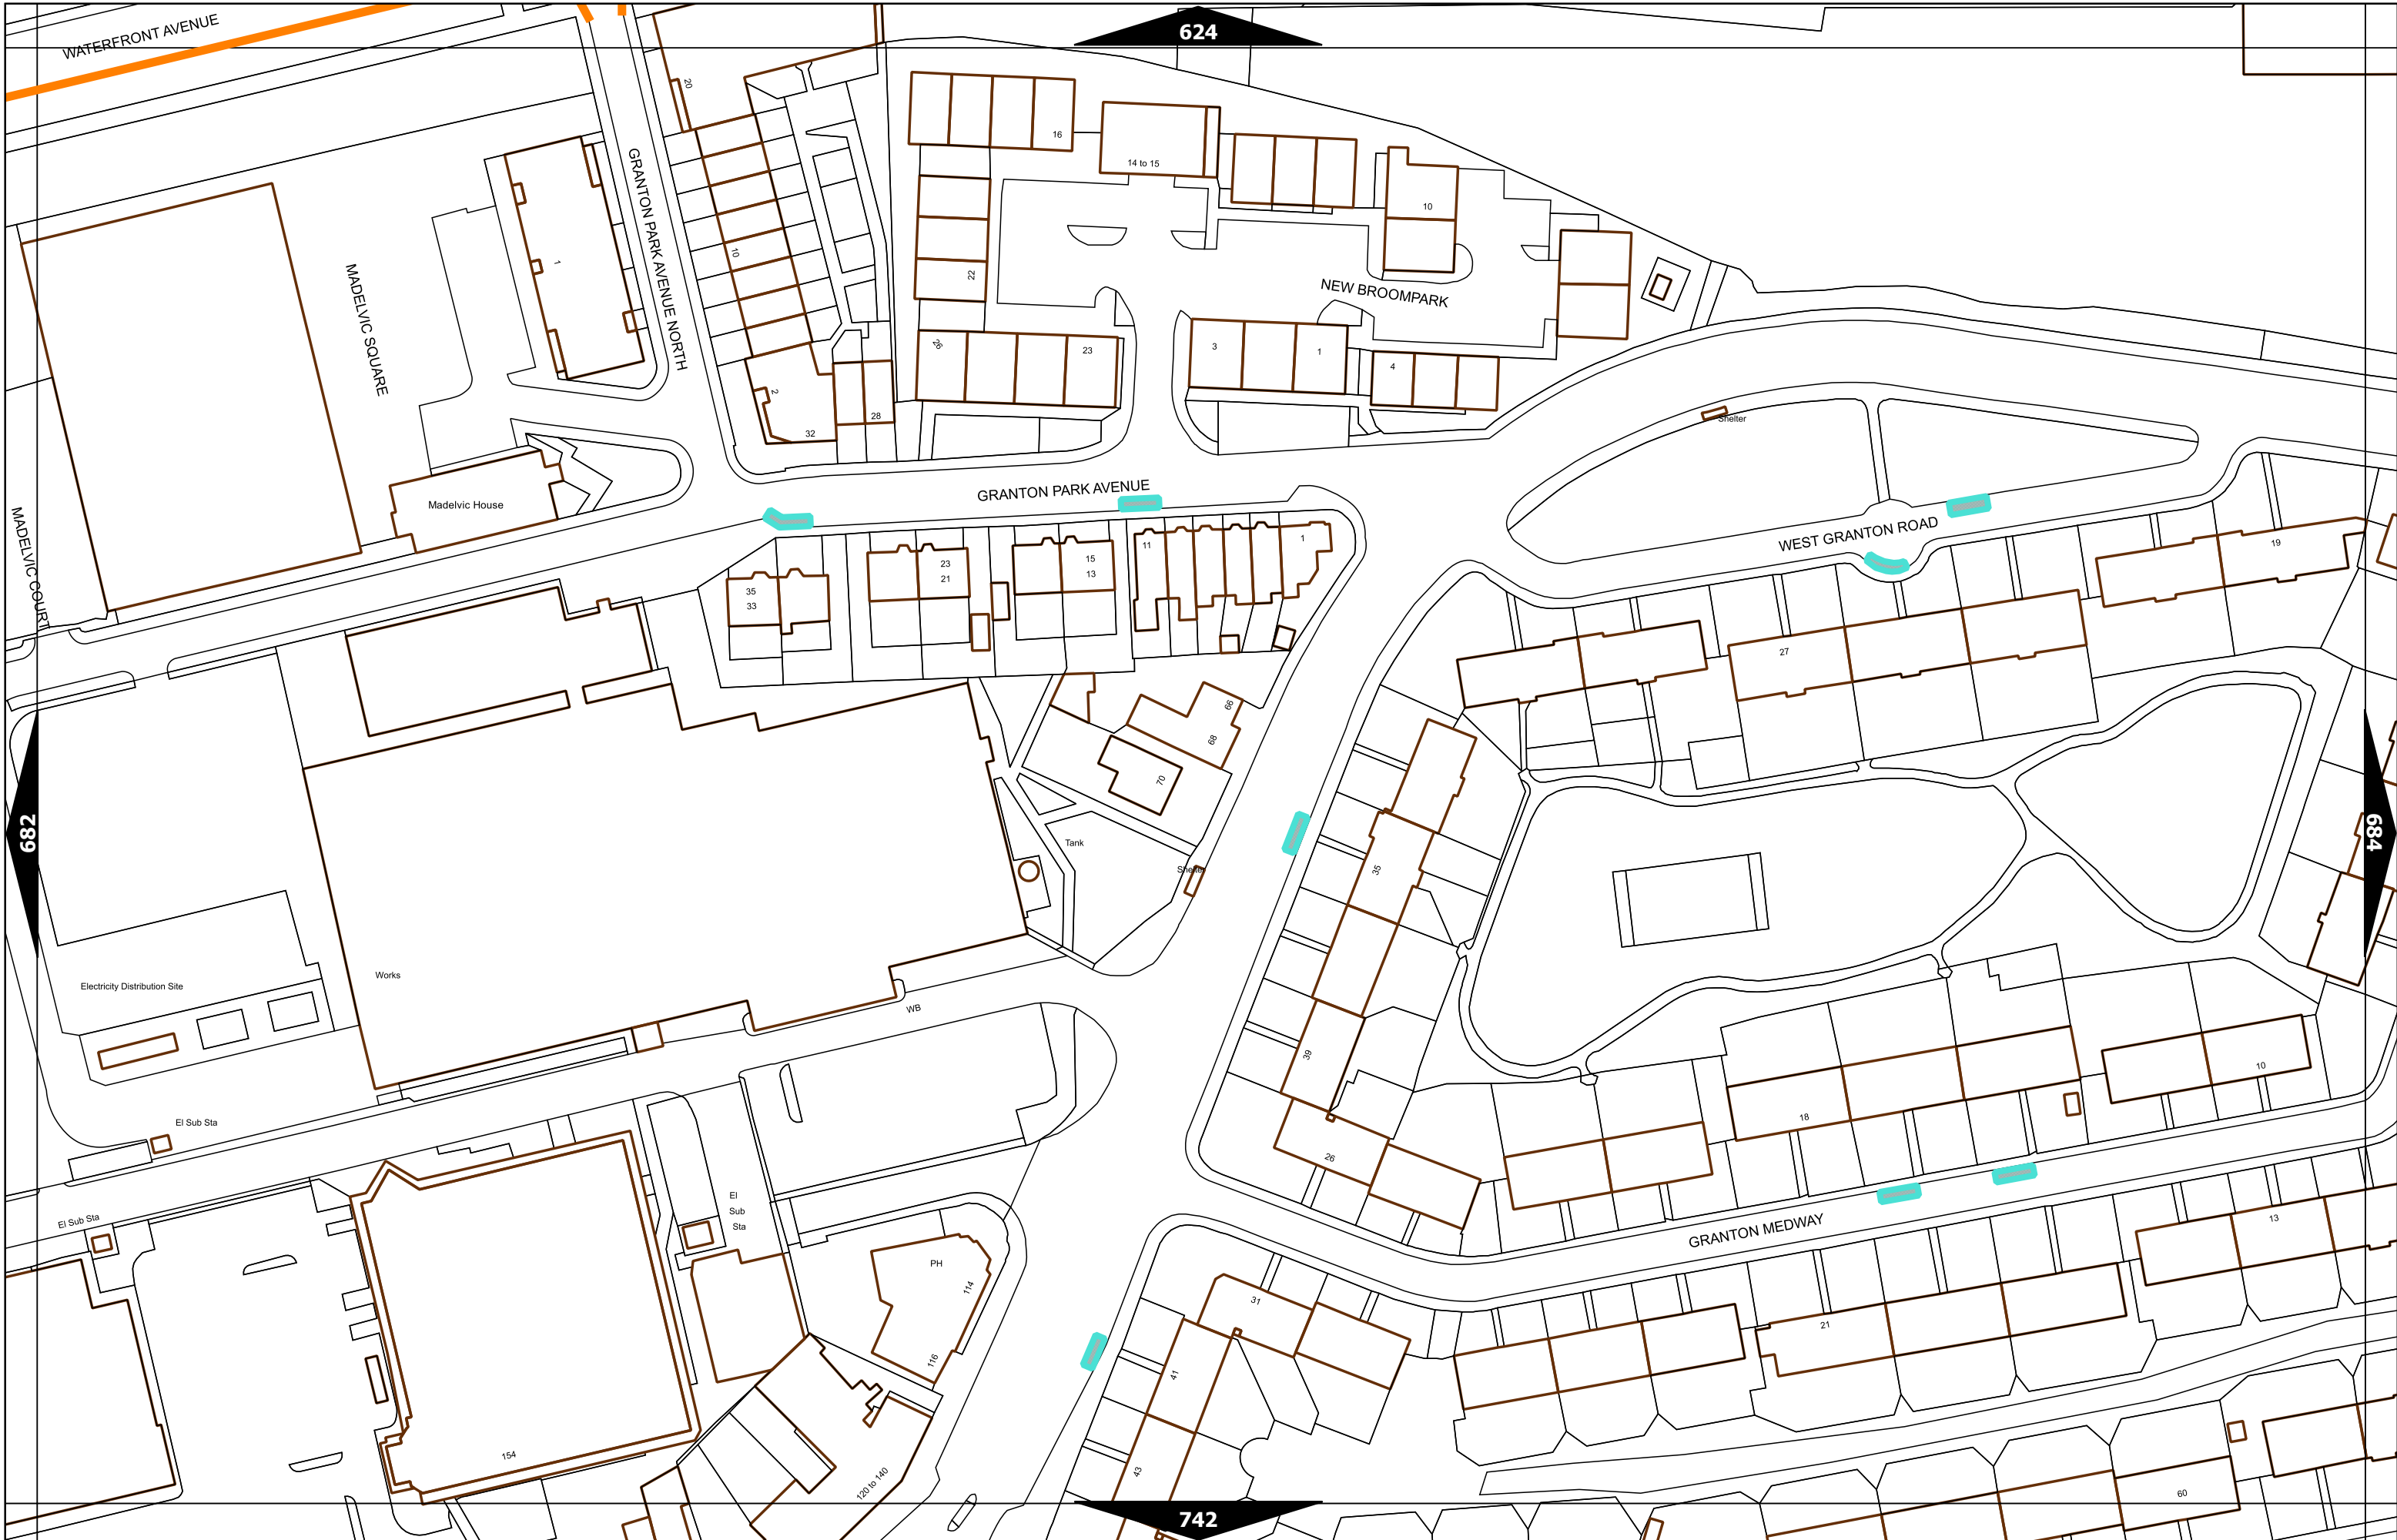 624
WATERFRONT AVENUE
20
16
14 to 15
GRANTON PARK AVENUE NORTH
10
10
1
MADELVIC SQUARE
22
NEW BROOMPARK
26
23
3
1
4
2
28
32
Shelter
Madelvic House
GRANTON PARK AVENUE
MADELVIC COURT
WEST GRANTON ROAD
11
1
19
23
21
15
13
35
33
27
66
68
70
682
684
Tank
Shelter
35
Works
Electricity Distribution Site
WB
39
10
El Sub Sta
18
26
El
Sub
Sta
El Sub Sta
GRANTON MEDWAY
13
PH
114
31
21
116
41
154
43
120 to 140
60
742